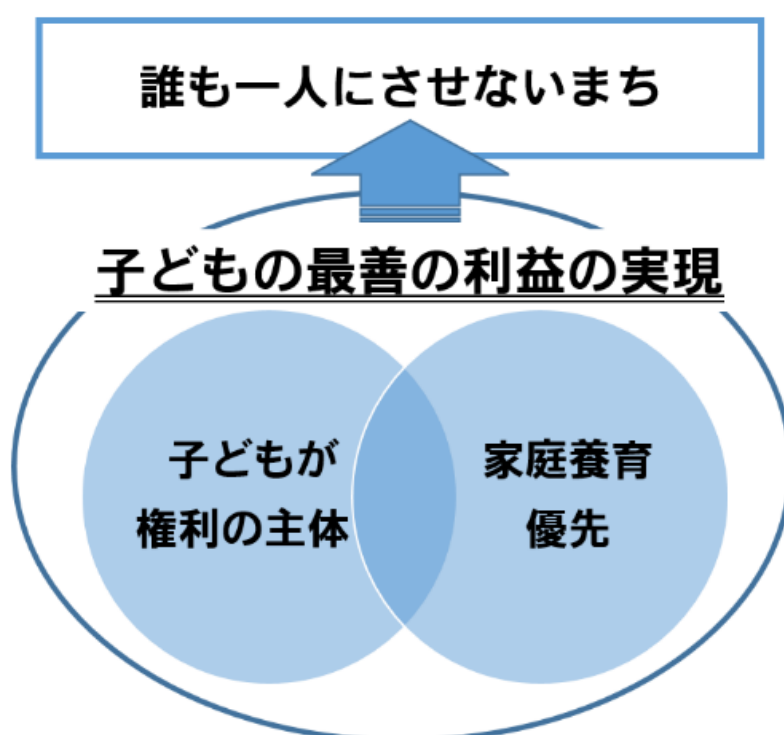 誰も一人にさせないまち
子どもの最善の利益の実現
子どもが
権利の主体
家庭養育
優先